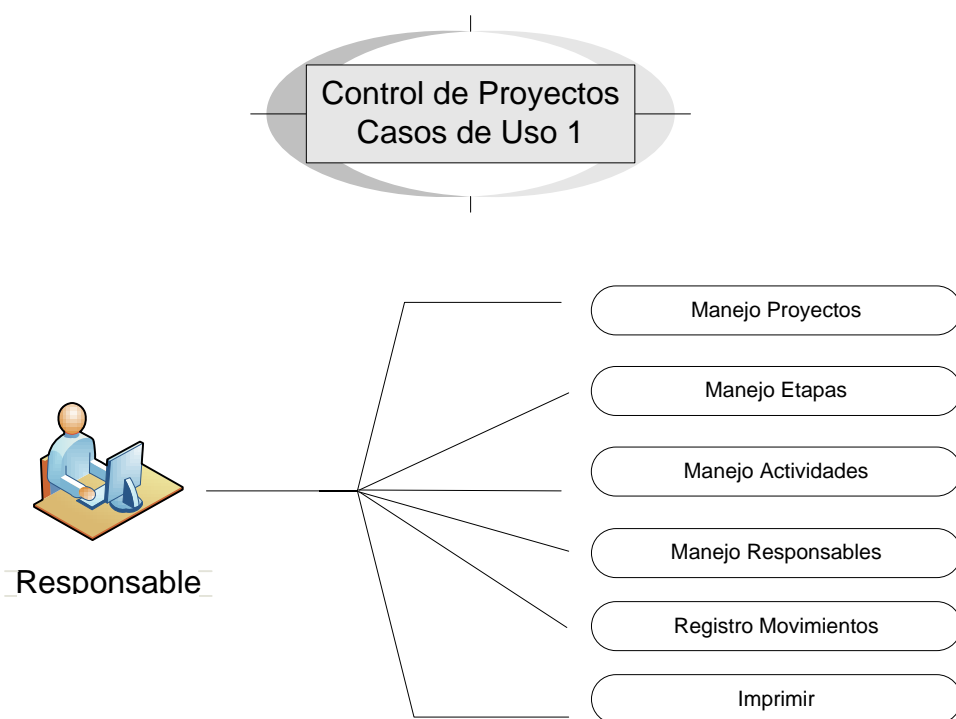 Control de Proyectos
Casos de Uso 1
Manejo Proyectos
Manejo Etapas
Manejo Actividades
Manejo Responsables
Registro Movimientos
Imprimir
Responsable